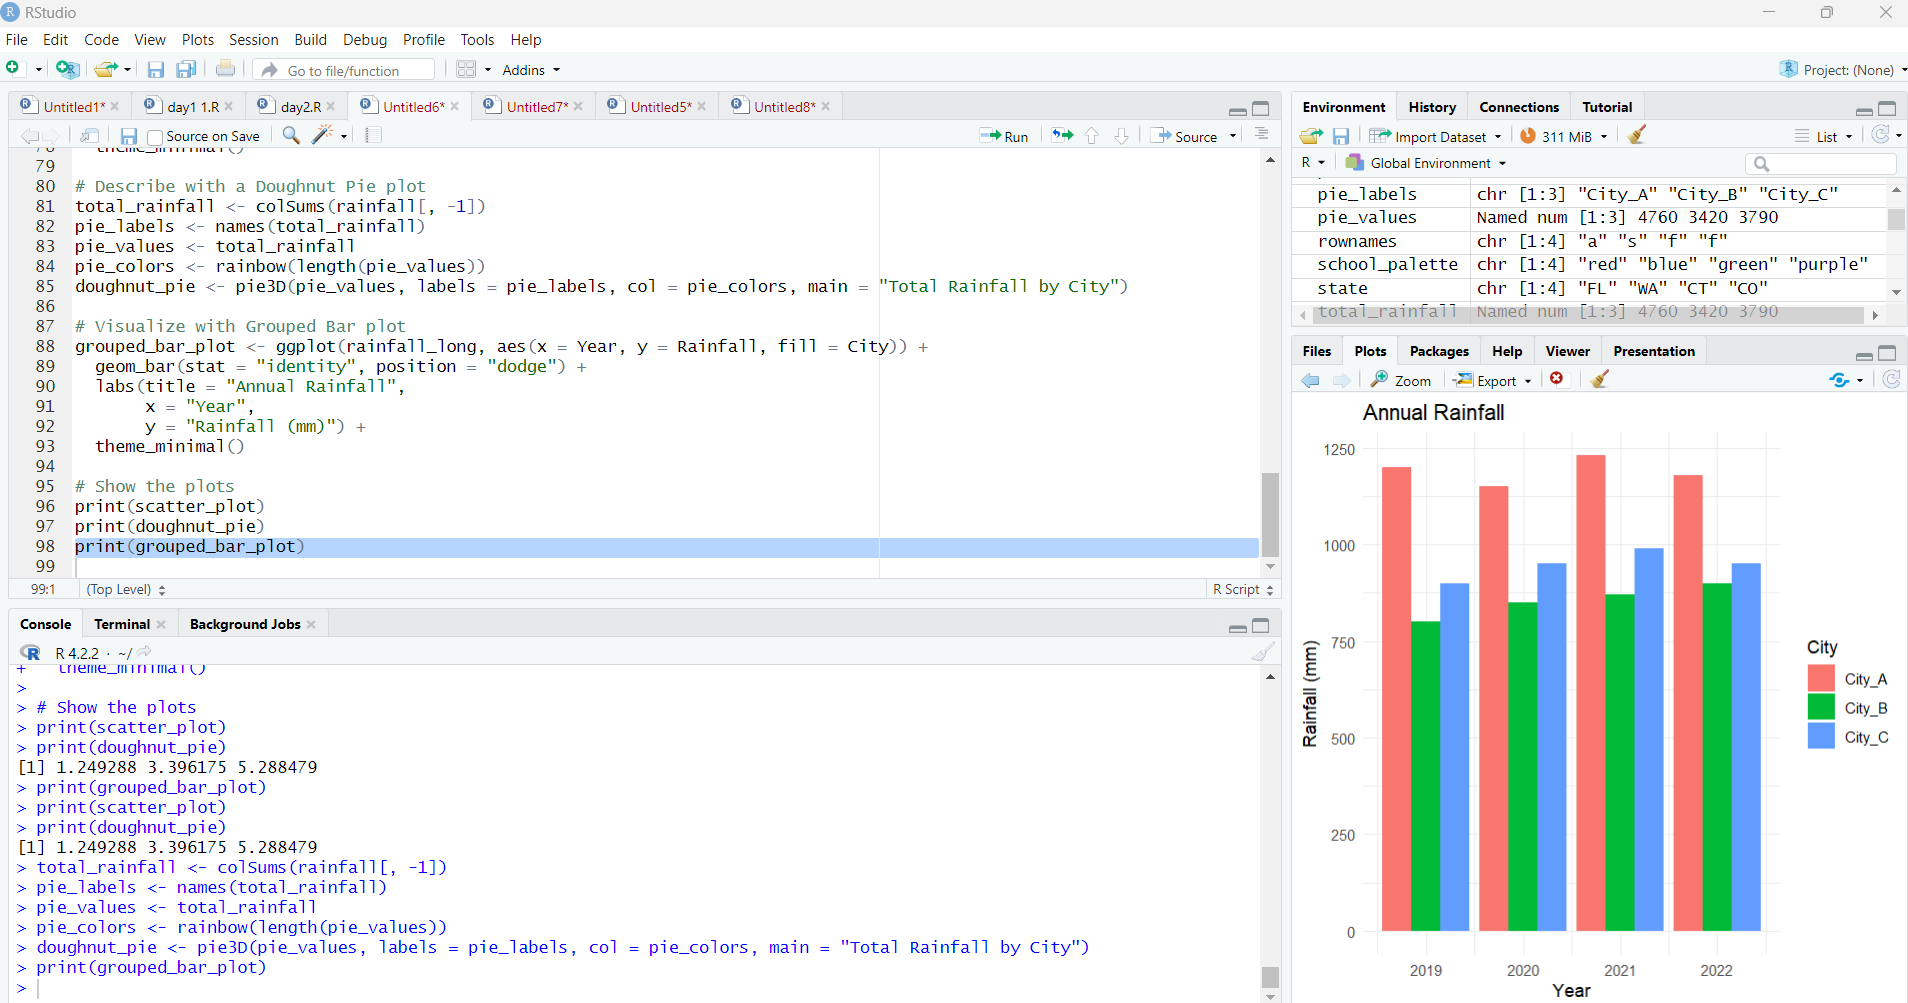 RStudio
File Edit Code View Plots Session Build Debug Profile Tools Help
Go to file/function Addins Project: (None)
Untitled1* day1 1.R day2.R Untitled6* Untitled7* Untitled5* Untitled8*
Source on Save Run Source
79
80 # Describe with a Doughnut Pie plot
81 total_rainfall <- colSums(rainfall[, -1])
82 pie_labels <- names(total_rainfall)
83 pie_values <- total_rainfall
84 pie_colors <- rainbow(length(pie_values))
85 doughnut_pie <- pie3D(pie_values, labels = pie_labels, col = pie_colors, main = "Total Rainfall by City")
86
87 # Visualize with Grouped Bar plot
88 grouped_bar_plot <- ggplot(rainfall_long, aes(x = Year, y = Rainfall, fill = City)) +
89 geom_bar(stat = "identity", position = "dodge") +
90 labs(title = "Annual Rainfall",
91 x = "Year",
92 y = "Rainfall (mm)") +
93 theme_minimal()
94
95 # Show the plots
96 print(scatter_plot)
97 print(doughnut_pie)
98 print(grouped_bar_plot)
99
99:1 (Top Level) R Script
Console Terminal Background Jobs
R 4.2.2 · ~/
+ theme_minimal()
>
> # Show the plots
> print(scatter_plot)
> print(doughnut_pie)
[1] 1.249288 3.396175 5.288479
> print(grouped_bar_plot)
> print(scatter_plot)
> print(doughnut_pie)
[1] 1.249288 3.396175 5.288479
> total_rainfall <- colSums(rainfall[, -1])
> pie_labels <- names(total_rainfall)
> pie_values <- total_rainfall
> pie_colors <- rainbow(length(pie_values))
> doughnut_pie <- pie3D(pie_values, labels = pie_labels, col = pie_colors, main = "Total Rainfall by City")
> print(grouped_bar_plot)
>
Environment History Connections Tutorial
Import Dataset 311 MiB List
R Global Environment
pie_labels chr [1:3] "City_A" "City_B" "City_C"
pie_values Named num [1:3] 4760 3420 3790
rownames chr [1:4] "a" "s" "f" "f"
school_palette chr [1:4] "red" "blue" "green" "purple"
state chr [1:4] "FL" "WA" "CT" "CO"
total_rainfall Named num [1:3] 4760 3420 3790
Files Plots Packages Help Viewer Presentation
Zoom Export
Annual Rainfall
1250
1000
750
500
250
0
Rainfall (mm)
2019 2020 2021 2022
Year
City
City_A
City_B
City_C